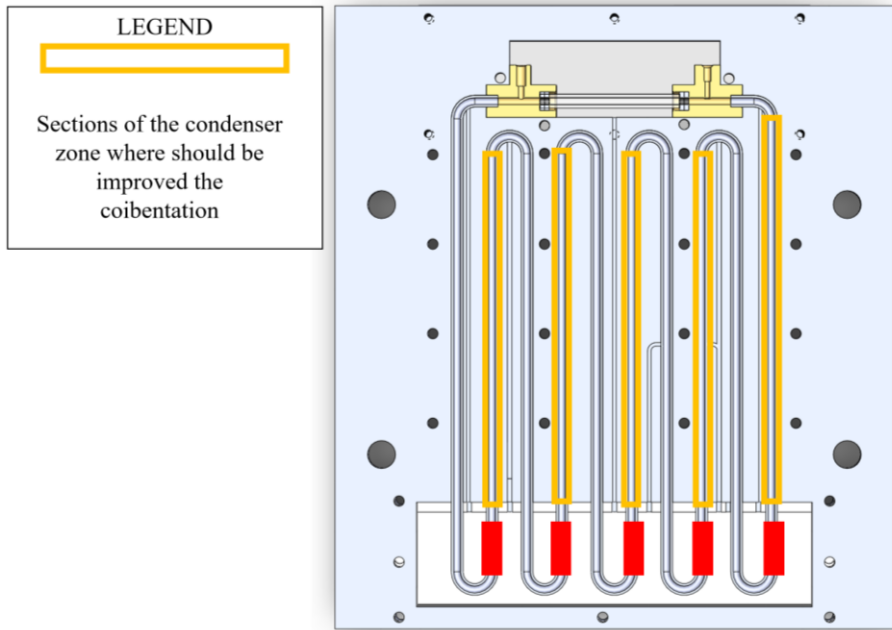 LEGEND
Sections of the condenser
zone where should be
improved the
coibentation